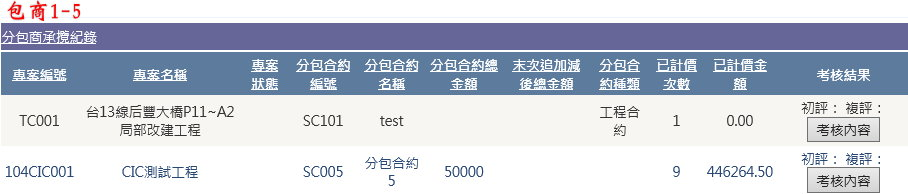 包商1-5
分包商承攬紀錄
專案編號 專案名稱 專案狀態 分包合約編號 分包合約名稱 分包合約總金額 末次追加減後總金額 分包合約種類 已計價次數 已計價金額 考核結果
TC001 台13線后豐大橋P11~A2局部改建工程 SC101 test 工程合約 1 0.00 初評： 複評：
考核內容
104CIC001 CIC測試工程 SC005 分包合約5 50000 9 446264.50 初評： 複評：
考核內容